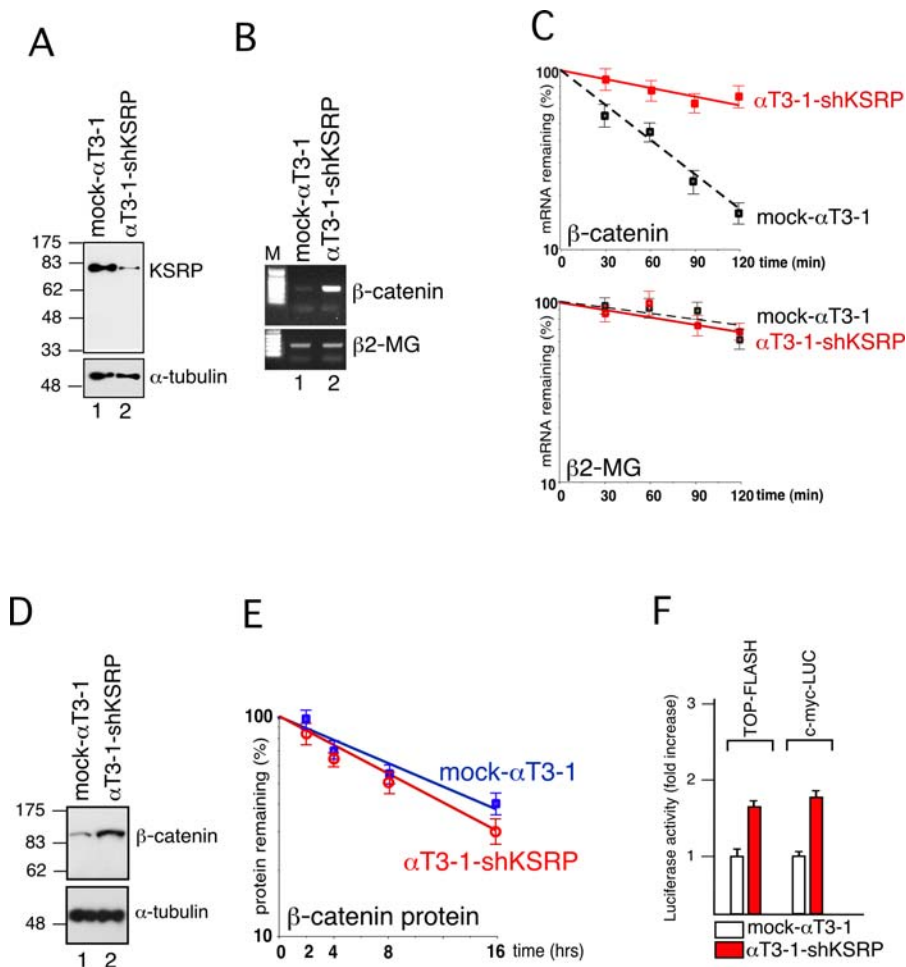 A
mock-αT3-1
αT3-1-shKSRP
175
83
62
48
33
KSRP
48
α-tubulin
1 2
B
M
mock-αT3-1
αT3-1-shKSRP
β-catenin
β2-MG
1 2
C
mRNA remaining (%)
100
10
αT3-1-shKSRP
mock-αT3-1
β-catenin
0 30 60 90 120 time (min)
mRNA remaining (%)
100
10
mock-αT3-1
αT3-1-shKSRP
β2-MG
0 30 60 90 120 time (min)
D
mock-αT3-1
αT3-1-shKSRP
175
83
62
β-catenin
48
α-tubulin
1 2
E
protein remaining (%)
100
10
mock-αT3-1
αT3-1-shKSRP
β-catenin protein
0 2 4 8 16 time (hrs)
F
Luciferase activity (fold increase)
3
2
1
TOP-FLASH
c-myc-LUC
mock-αT3-1
αT3-1-shKSRP